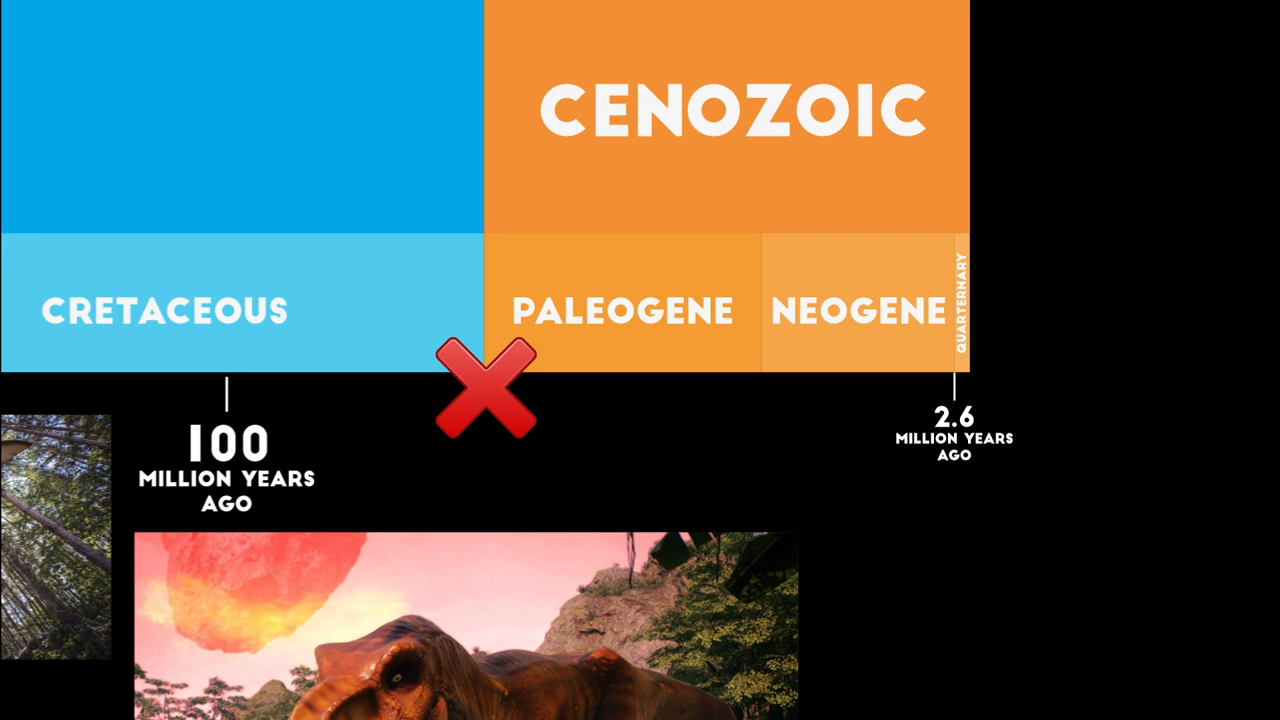 CENOZOIC
CRETACEOUS
PALEOGENE
NEOGENE
QUARTERNARY
100
MILLION YEARS
AGO
2.6
MILLION YEARS
AGO